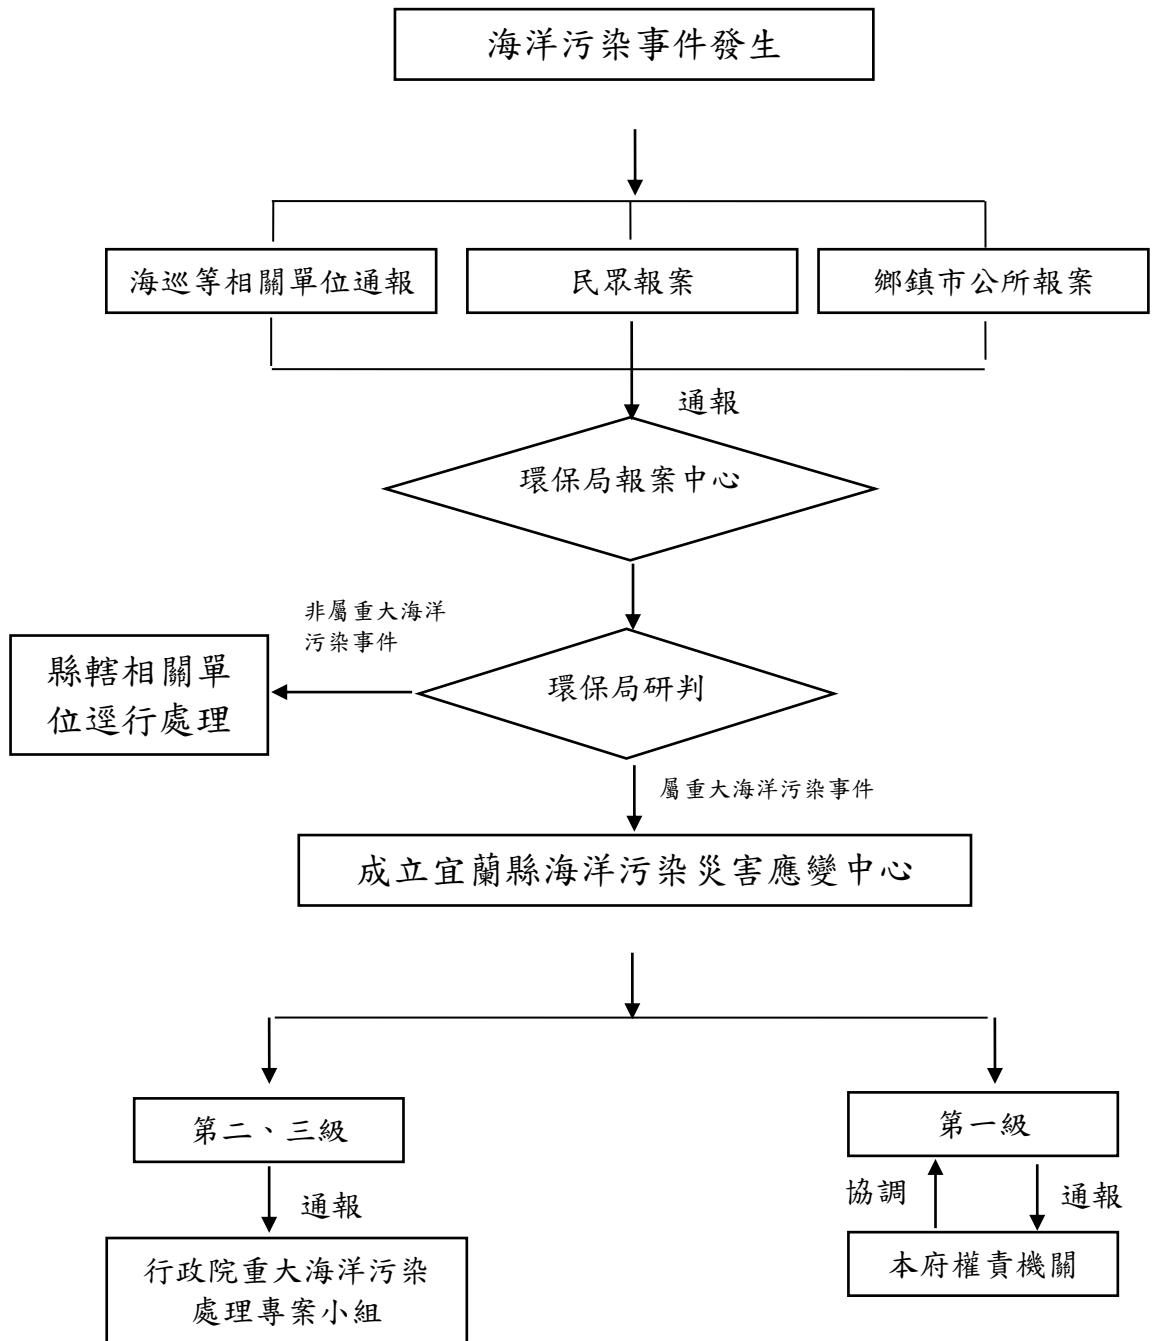 海洋污染事件發生
海巡等相關單位通報
民眾報案
鄉鎮市公所報案
通報
環保局報案中心
非屬重大海洋
污染事件
縣轄相關單
位逕行處理
環保局研判
屬重大海洋污染事件
成立宜蘭縣海洋污染災害應變中心
第二、三級
第一級
通報
協調
通報
行政院重大海洋污染
處理專案小組
本府權責機關